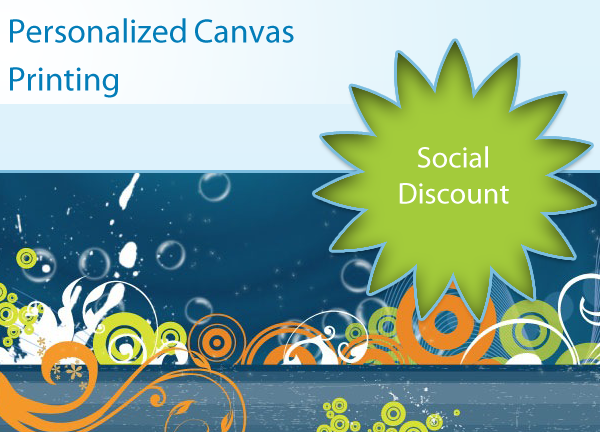 Personalized Canvas
Printing
Social
Discount